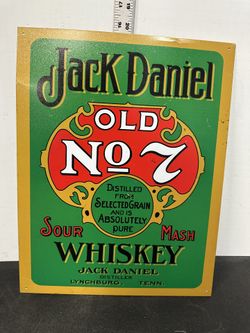 Jack Daniel
OLD
No 7
DISTILLED
FROM
SELECTED GRAIN
AND IS
ABSOLUTELY
PURE
SOUR MASH
WHISKEY
JACK DANIEL
DISTILLER
LYNCHBURG, TENN.